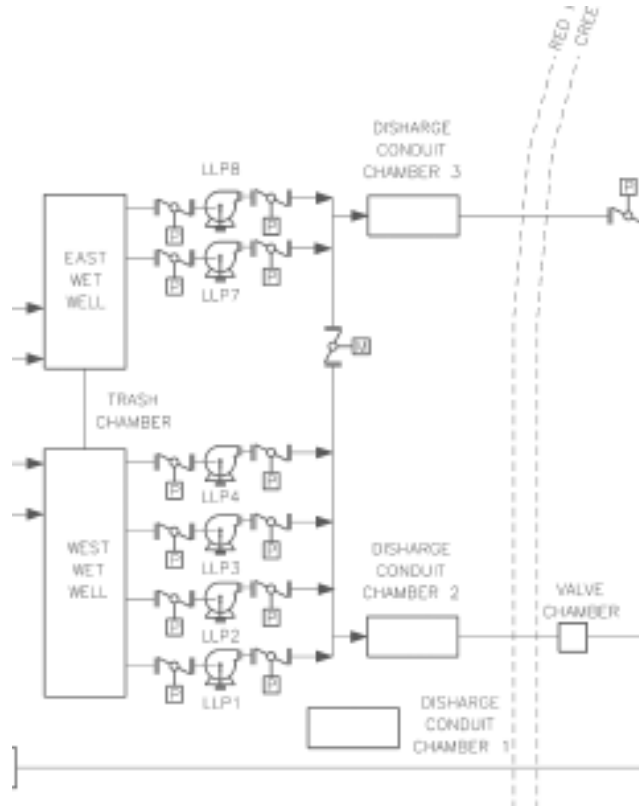 RED
CREE
DISHARGE
CONDUIT
CHAMBER 3
P
LLP8
P
P
EAST
WET
WELL
P
P
LLP7
M
TRASH
CHAMBER
LLP4
P
P
WEST
WET
WELL
LLP3
P
P
DISHARGE
CONDUIT
CHAMBER 2
VALVE
CHAMBER
LLP2
P
P
LLP1
P
P
DISHARGE
CONDUIT
CHAMBER 1